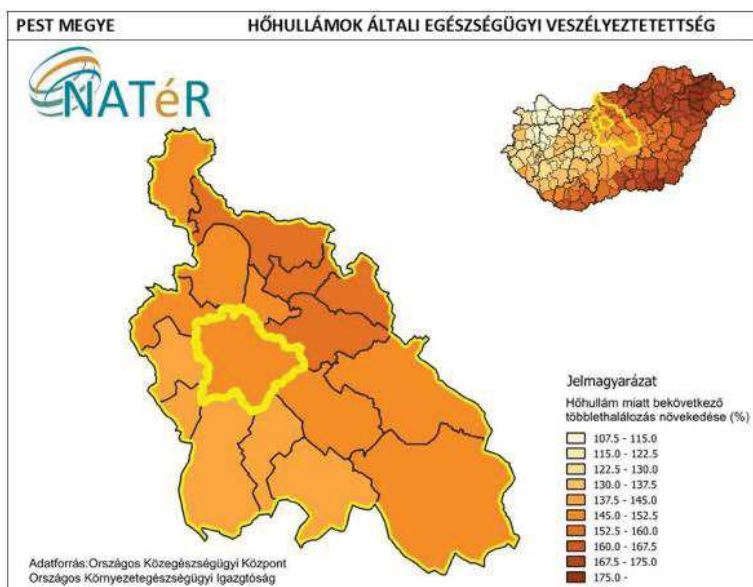 PEST MEGYE
HŐHULLÁMOK ÁLTALI EGÉSZSÉGÜGYI VESZÉLYEZTETETTSÉG
NATéR
Jelmagyarázat
Hőhullám miatt bekövetkező
többlethalálozás növekedése (%)
107.5 - 115.0
115.0 - 122.5
122.5 - 130.0
130.0 - 137.5
137.5 - 145.0
145.0 - 152.5
152.5 - 160.0
160.0 - 167.5
167.5 - 175.0
175.0 -
Adatforrás:Országos Közegészségügyi Központ
Országos Környezetegészségügyi Igazgtóság